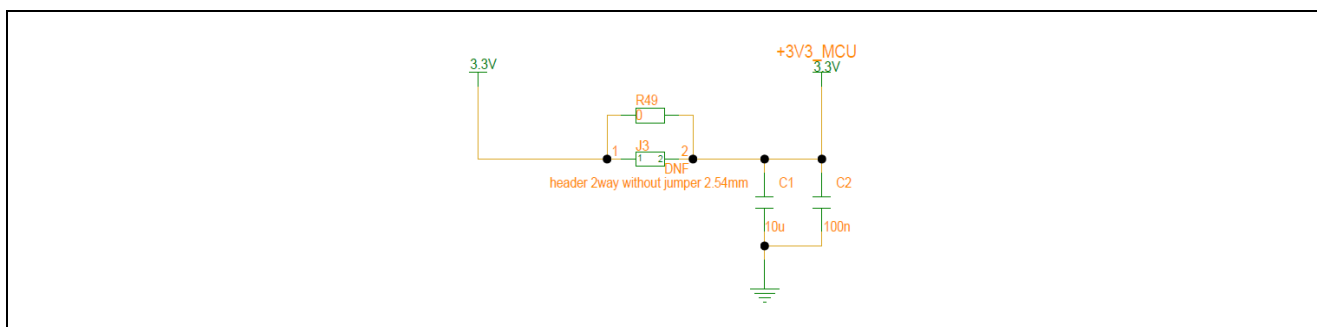 +3V3_MCU
3.3V
3.3V
R49
0
J3
1
1 2
2
DNF
header 2way without jumper 2.54mm
C1
C2
10u
100n